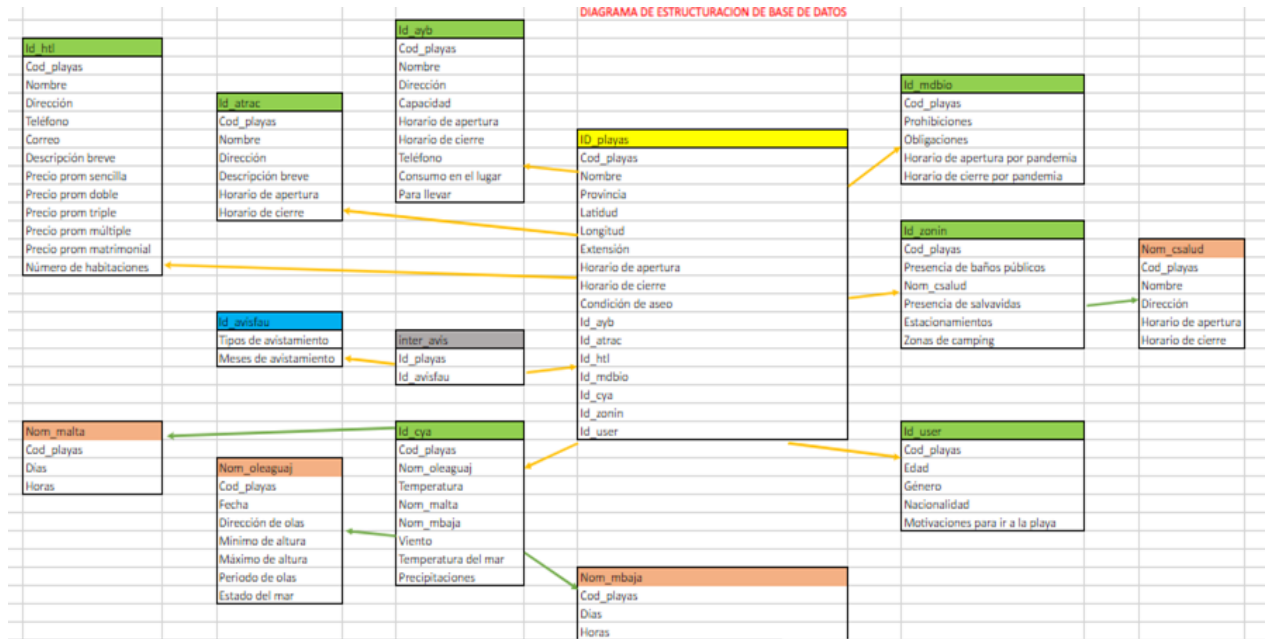 DIAGRAMA DE ESTRUCTURACION DE BASE DE DATOS
Id_htl
Cod_playas
Nombre
Dirección
Teléfono
Correo
Descripción breve
Precio prom sencilla
Precio prom doble
Precio prom triple
Precio prom múltiple
Precio prom matrimonial
Número de habitaciones
Id_atrac
Cod_playas
Nombre
Dirección
Descripción breve
Horario de apertura
Horario de cierre
Id_ayb
Cod_playas
Nombre
Dirección
Capacidad
Horario de apertura
Horario de cierre
Teléfono
Consumo en el lugar
Para llevar
ID_playas
Cod_playas
Nombre
Provincia
Latidud
Longitud
Extensión
Horario de apertura
Horario de cierre
Condición de aseo
Id_ayb
Id_atrac
Id_htl
Id_mdbio
Id_cya
Id_zonin
Id_user
Id_mdbio
Cod_playas
Prohibiciones
Obligaciones
Horario de apertura por pandemia
Horario de cierre por pandemia
Id_zonin
Cod_playas
Presencia de baños públicos
Nom_csalud
Presencia de salvavidas
Estacionamientos
Zonas de camping
Nom_csalud
Cod_playas
Nombre
Dirección
Horario de apertura
Horario de cierre
Id_avisfau
Tipos de avistamiento
Meses de avistamiento
inter_avis
Id_playas
Id_avisfau
Nom_malta
Cod_playas
Días
Horas
Nom_oleaguaj
Cod_playas
Fecha
Dirección de olas
Mínimo de altura
Máximo de altura
Periodo de olas
Estado del mar
Id_cya
Cod_playas
Nom_oleaguaj
Temperatura
Nom_malta
Nom_mbaja
Viento
Temperatura del mar
Precipitaciones
Nom_mbaja
Cod_playas
Días
Horas
Id_user
Cod_playas
Edad
Género
Nacionalidad
Motivaciones para ir a la playa